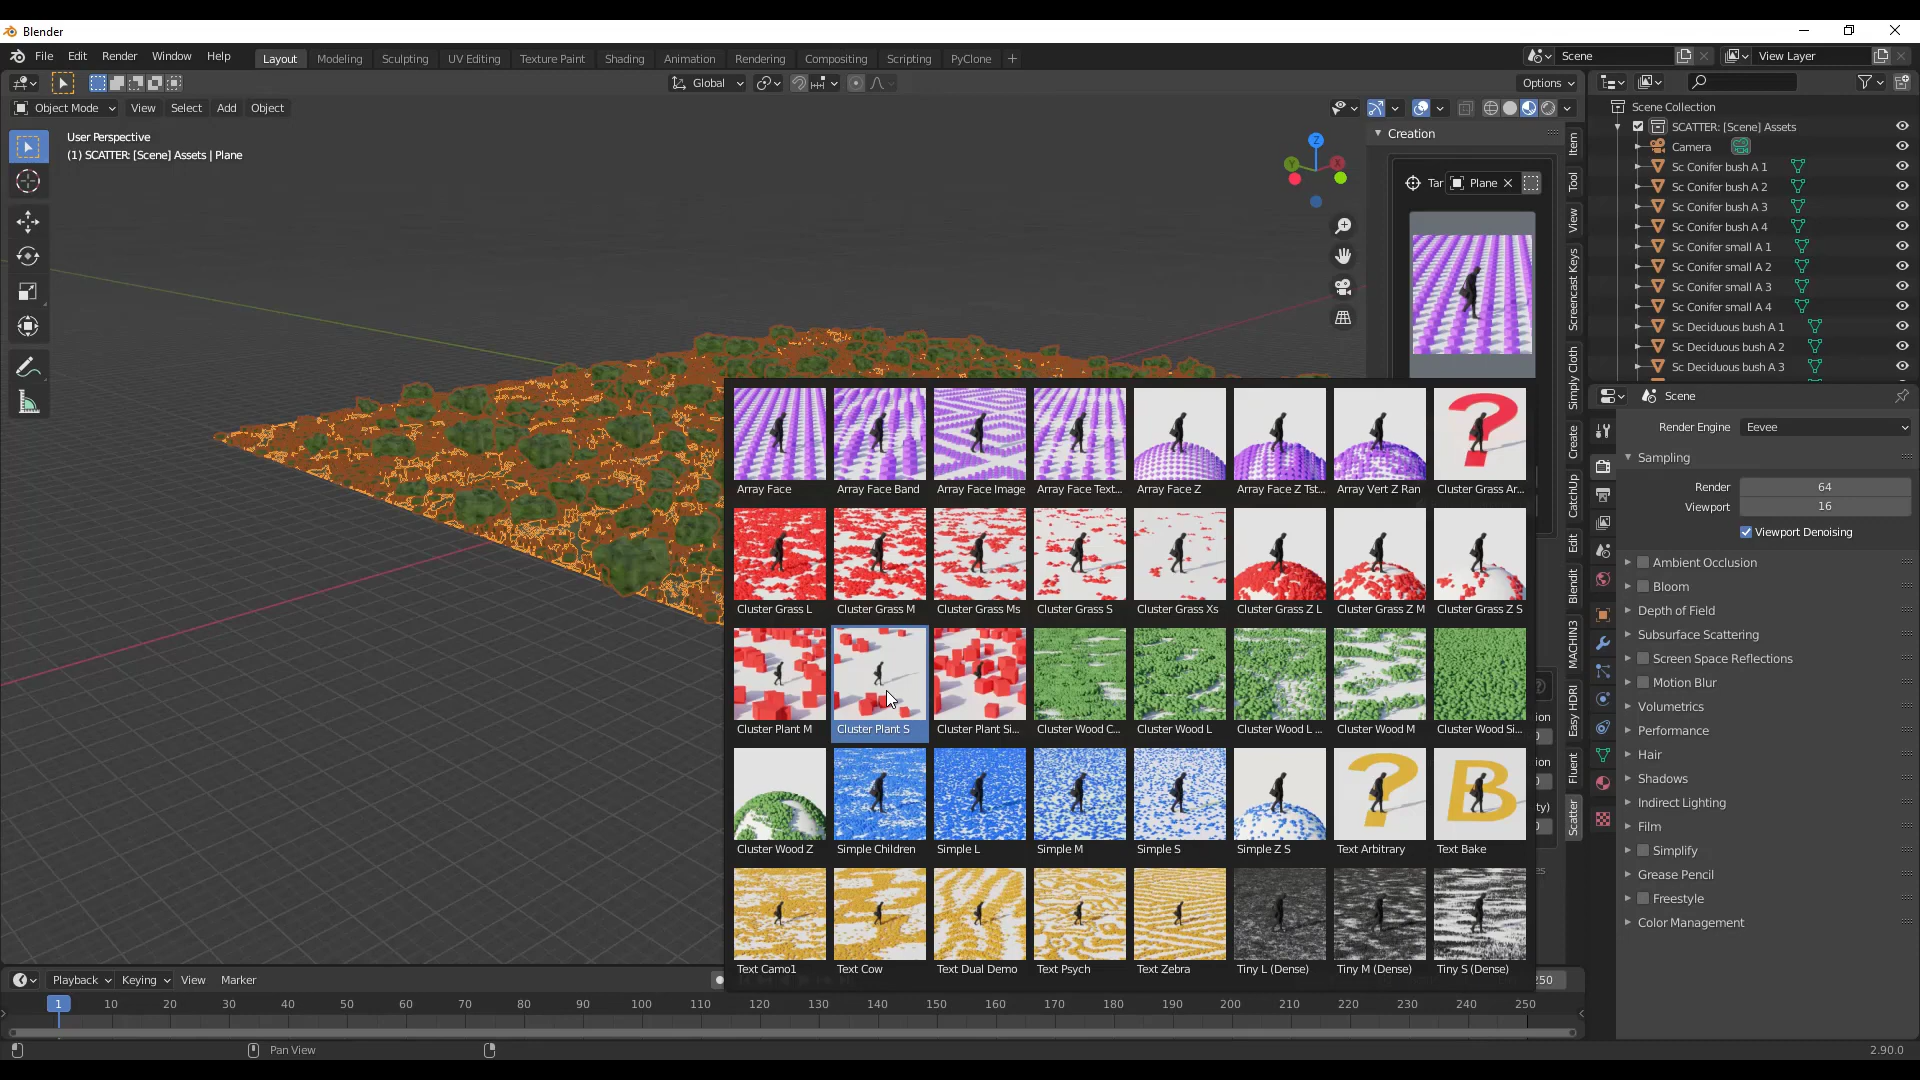 Blender
File Edit Render Window Help
Layout Modeling Sculpting UV Editing Texture Paint Shading Animation Rendering Compositing Scripting PyClone +
Scene
View Layer
Global
Options
Object Mode View Select Add Object
User Perspective
(1) SCATTER: [Scene] Assets | Plane
Z
Y
X
Creation
Tar Plane
Item
Tool
View
Screencast Keys
Simply Cloth
Create
CatchUp
Edit
Blendit
MACHIN3
Easy HDRI
Fluent
Scatter
Scene Collection
SCATTER: [Scene] Assets
Camera
Sc Conifer bush A 1
Sc Conifer bush A 2
Sc Conifer bush A 3
Sc Conifer bush A 4
Sc Conifer small A 1
Sc Conifer small A 2
Sc Conifer small A 3
Sc Conifer small A 4
Sc Deciduous bush A 1
Sc Deciduous bush A 2
Sc Deciduous bush A 3
Scene
Render Engine Eevee
Sampling
Render 64
Viewport 16
Viewport Denoising
Ambient Occlusion
Bloom
Depth of Field
Subsurface Scattering
Screen Space Reflections
Motion Blur
Volumetrics
Performance
Hair
Shadows
Indirect Lighting
Film
Simplify
Grease Pencil
Freestyle
Color Management
Array Face Array Face Band Array Face Image Array Face Text... Array Face Z Array Face Z Tst... Array Vert Z Ran Cluster Grass Ar...
Cluster Grass L Cluster Grass M Cluster Grass Ms Cluster Grass S Cluster Grass Xs Cluster Grass Z L Cluster Grass Z M Cluster Grass Z S
Cluster Plant M Cluster Plant S Cluster Plant Si... Cluster Wood C... Cluster Wood L Cluster Wood L ... Cluster Wood M Cluster Wood Si...
B
Cluster Wood Z Simple Children Simple L Simple M Simple S Simple Z S Text Arbitrary Text Bake
Text Camo1 Text Cow Text Dual Demo Text Psych Text Zebra Tiny L (Dense) Tiny M (Dense) Tiny S (Dense)
Playback Keying View Marker
1 10 20 30 40 50 60 70 80 90 100 110 120 130 140 150 160 170 180 190 200 210 220 230 240 250
Pan View
2.90.0